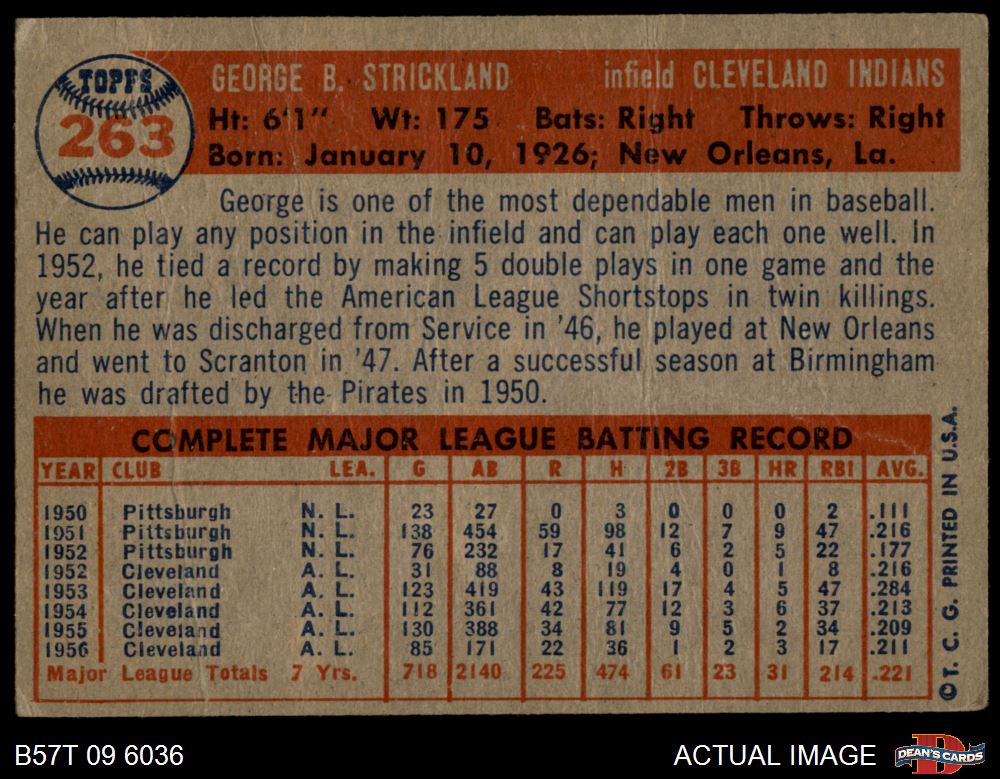 TOPPS
263
GEORGE B. STRICKLAND infield CLEVELAND INDIANS
Ht: 6'1" Wt: 175 Bats: Right Throws: Right
Born: January 10, 1926; New Orleans, La.
George is one of the most dependable men in baseball.
He can play any position in the infield and can play each one well. In
1952, he tied a record by making 5 double plays in one game and the
year after he led the American League Shortstops in twin killings.
When he was discharged from Service in '46, he played at New Orleans
and went to Scranton in '47. After a successful season at Birmingham
he was drafted by the Pirates in 1950.
COMPLETE MAJOR LEAGUE BATTING RECORD
YEAR CLUB LEA. G AB R H 2B 3B HR RBI AVG.
1950 Pittsburgh N. L. 23 27 0 3 0 0 0 2 .111
1951 Pittsburgh N. L. 138 454 59 98 12 7 9 47 .216
1952 Pittsburgh N. L. 76 232 17 41 6 2 5 22 .177
1952 Cleveland A. L. 31 88 8 19 4 0 1 8 .216
1953 Cleveland A. L. 123 419 43 119 17 4 5 47 .284
1954 Cleveland A. L. 112 361 42 77 12 3 6 37 .213
1955 Cleveland A. L. 130 388 34 81 9 5 2 34 .209
1956 Cleveland A. L. 85 171 22 36 1 2 3 17 .211
Major League Totals 7 Yrs. 718 2140 225 474 61 23 31 214 .221
©T. C. G. PRINTED IN U.S.A.
B57T 09 6036
ACTUAL IMAGE
DEAN'S CARDS